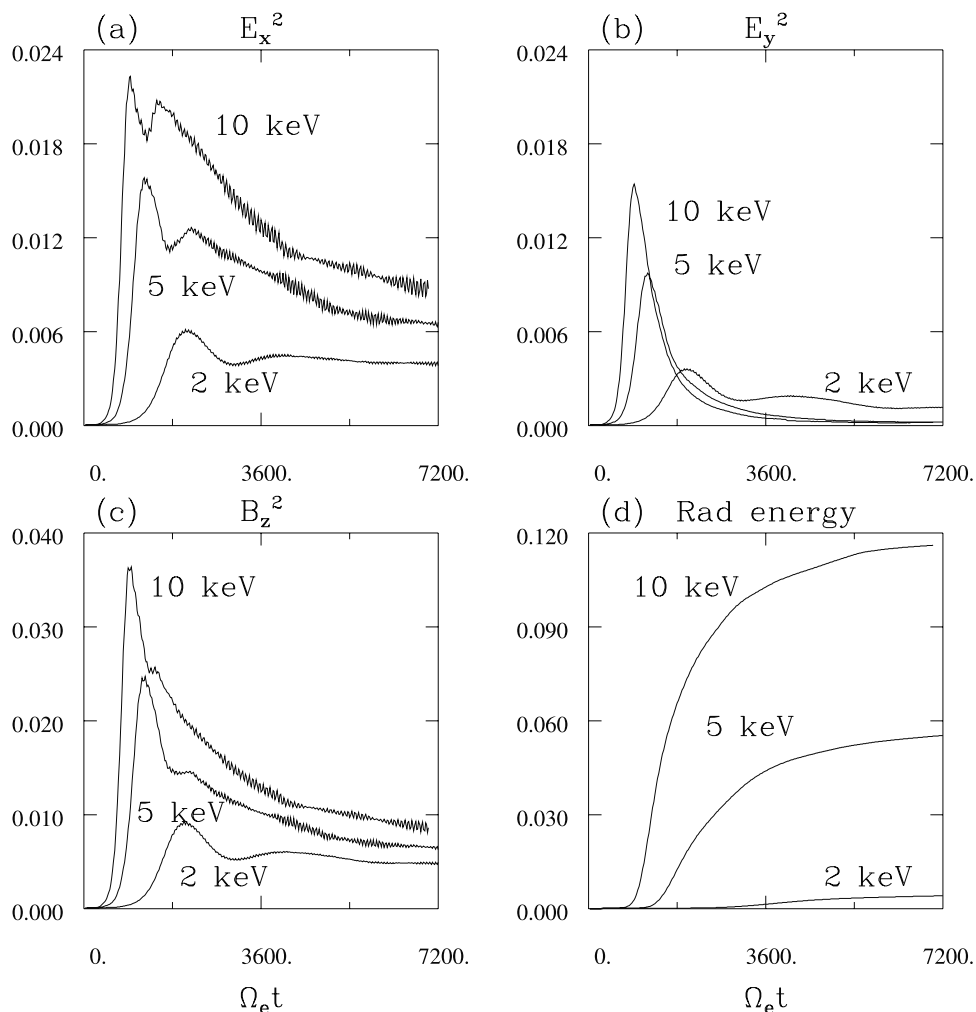 (a) Eₓ²
0.024
0.018
0.012
0.006
0.000
10 keV
5 keV
2 keV
0. 3600. 7200.
(b) E_y²
0.024
0.018
0.012
0.006
0.000
10 keV
5 keV
2 keV
0. 3600. 7200.
(c) B_z²
0.040
0.030
0.020
0.010
0.000
10 keV
5 keV
2 keV
0. 3600. 7200.
Ωₑt
(d) Rad energy
0.120
0.090
0.060
0.030
0.000
10 keV
5 keV
2 keV
0. 3600. 7200.
Ωₑt